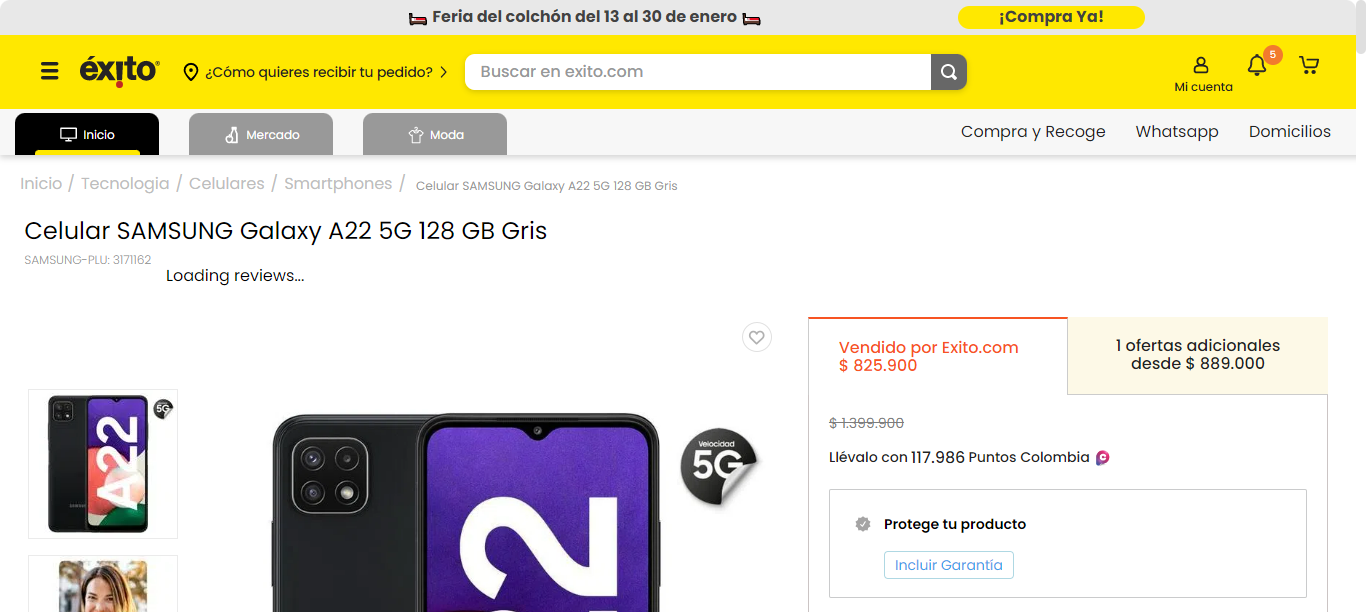 Feria del colchón del 13 al 30 de enero
¡Compra Ya!
éxito
¿Cómo quieres recibir tu pedido?
Buscar en exito.com
Mi cuenta
5
Inicio
Mercado
Moda
Compra y Recoge
Whatsapp
Domicilios
Inicio / Tecnologia / Celulares / Smartphones / Celular SAMSUNG Galaxy A22 5G 128 GB Gris
Celular SAMSUNG Galaxy A22 5G 128 GB Gris
SAMSUNG-PLU: 3171162
Loading reviews...
Vendido por Exito.com
$ 825.900
1 ofertas adicionales
desde $ 889.000
5G
A22
SAMSUNG
Velocidad
5G
2
2
$ 1.399.900
Llévalo con 117.986 Puntos Colombia
Protege tu producto
Incluir Garantía